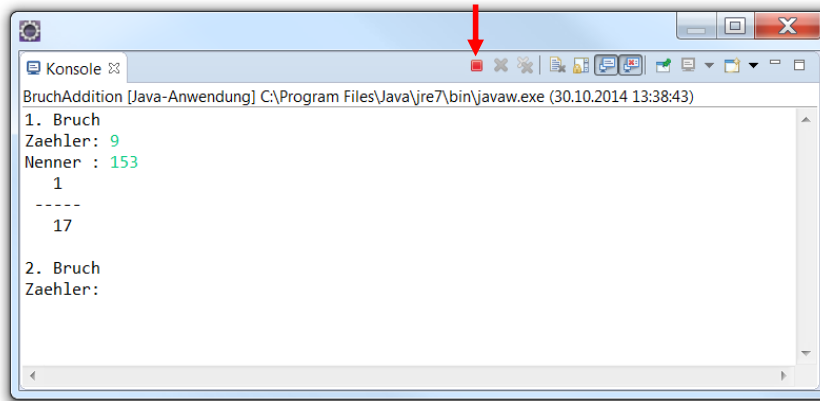 Konsole
BruchAddition [Java-Anwendung] C:\Program Files\Java\jre7\bin\javaw.exe (30.10.2014 13:38:43)
1. Bruch
Zaehler: 9
Nenner : 153
1
-----
17
2. Bruch
Zaehler: